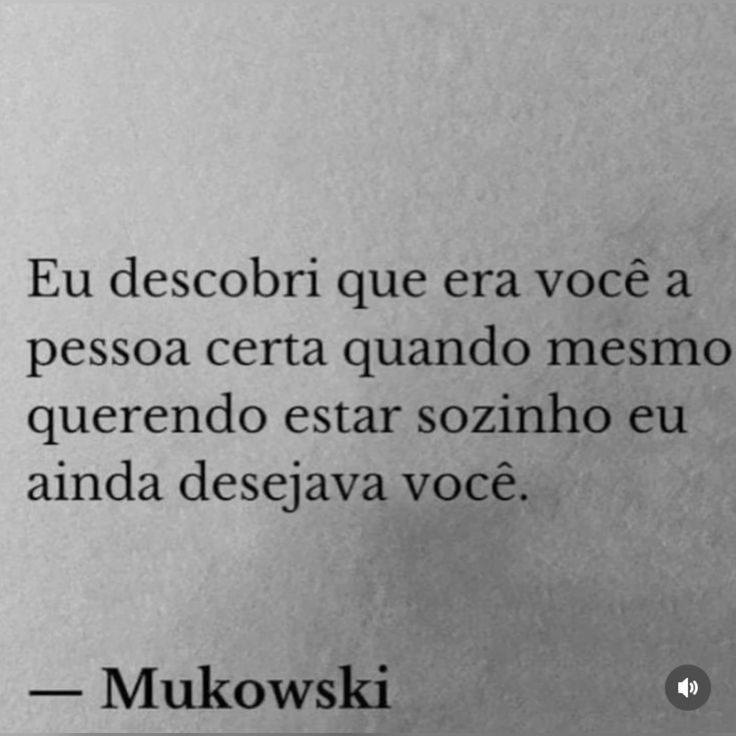 Eu descobri que era você a
pessoa certa quando mesmo
querendo estar sozinho eu
ainda desejava você.
— Mukowski